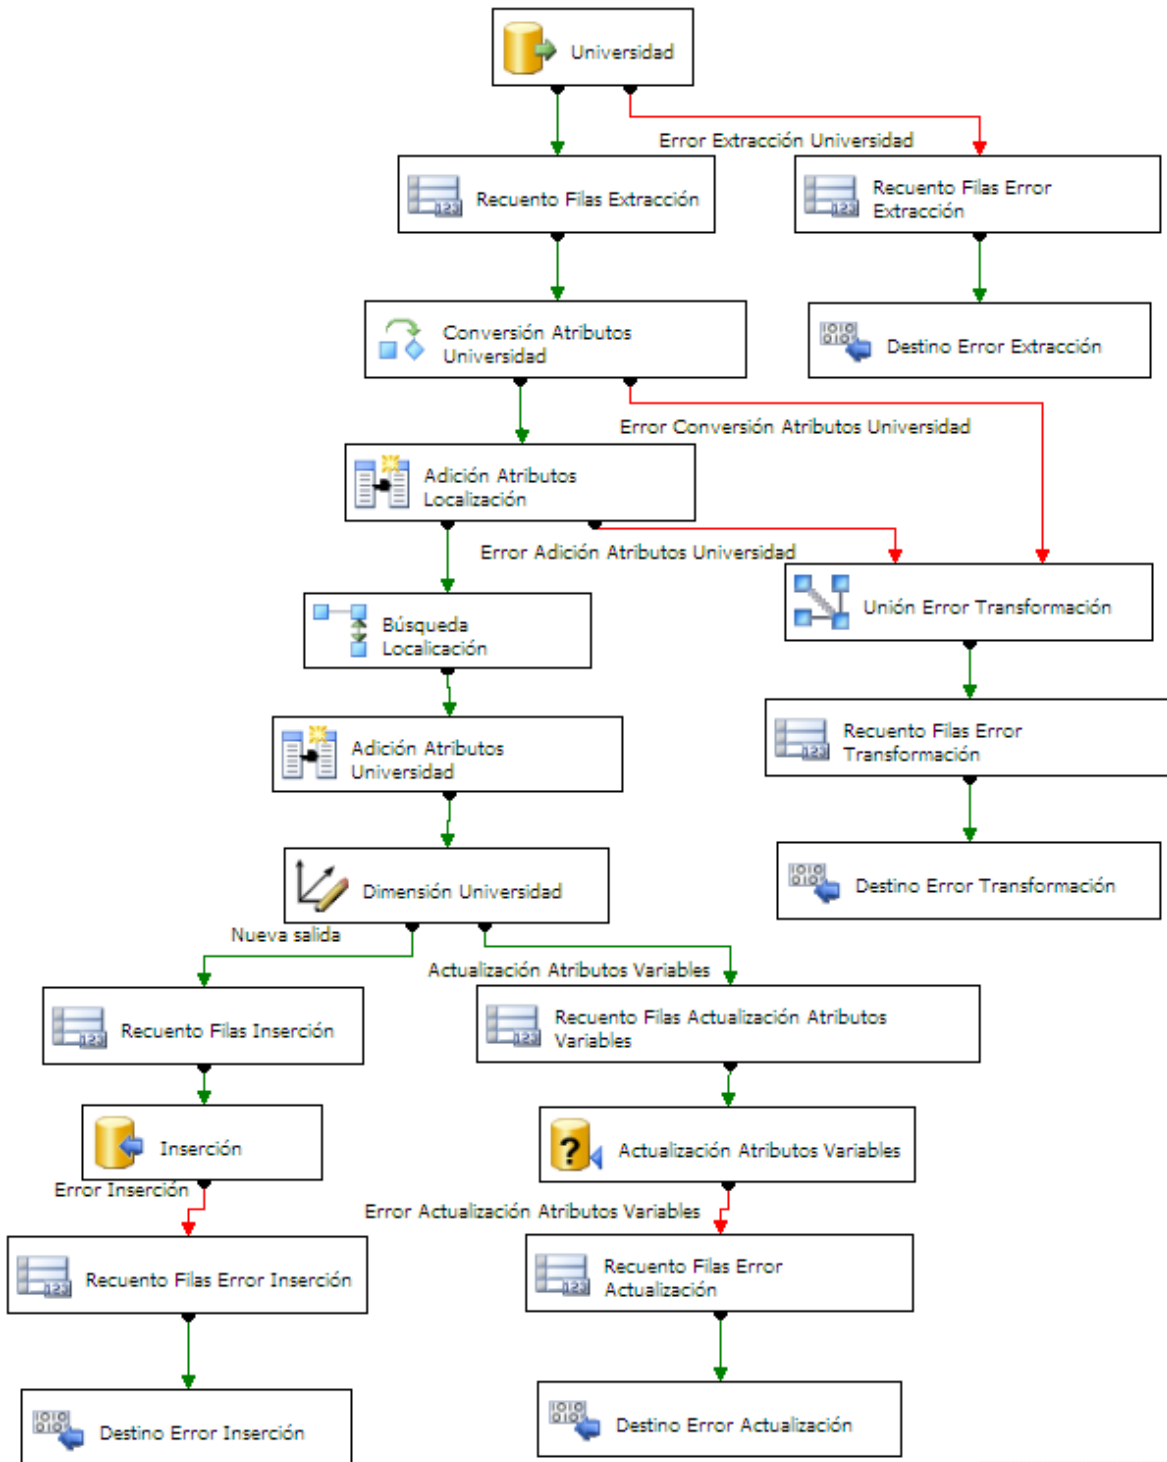 Universidad
Error Extracción Universidad
Recuento Filas Extracción
Recuento Filas Error
Extracción
Conversión Atributos
Universidad
Destino Error Extracción
Error Conversión Atributos Universidad
Adición Atributos
Localización
Error Adición Atributos Universidad
Unión Error Transformación
Búsqueda
Localicación
Recuento Filas Error
Transformación
Adición Atributos
Universidad
Destino Error Transformación
Dimensión Universidad
Nueva salida
Actualización Atributos Variables
Recuento Filas Inserción
Recuento Filas Actualización Atributos
Variables
Inserción
Actualización Atributos Variables
Error Inserción
Error Actualización Atributos Variables
Recuento Filas Error Inserción
Recuento Filas Error
Actualización
Destino Error Inserción
Destino Error Actualización